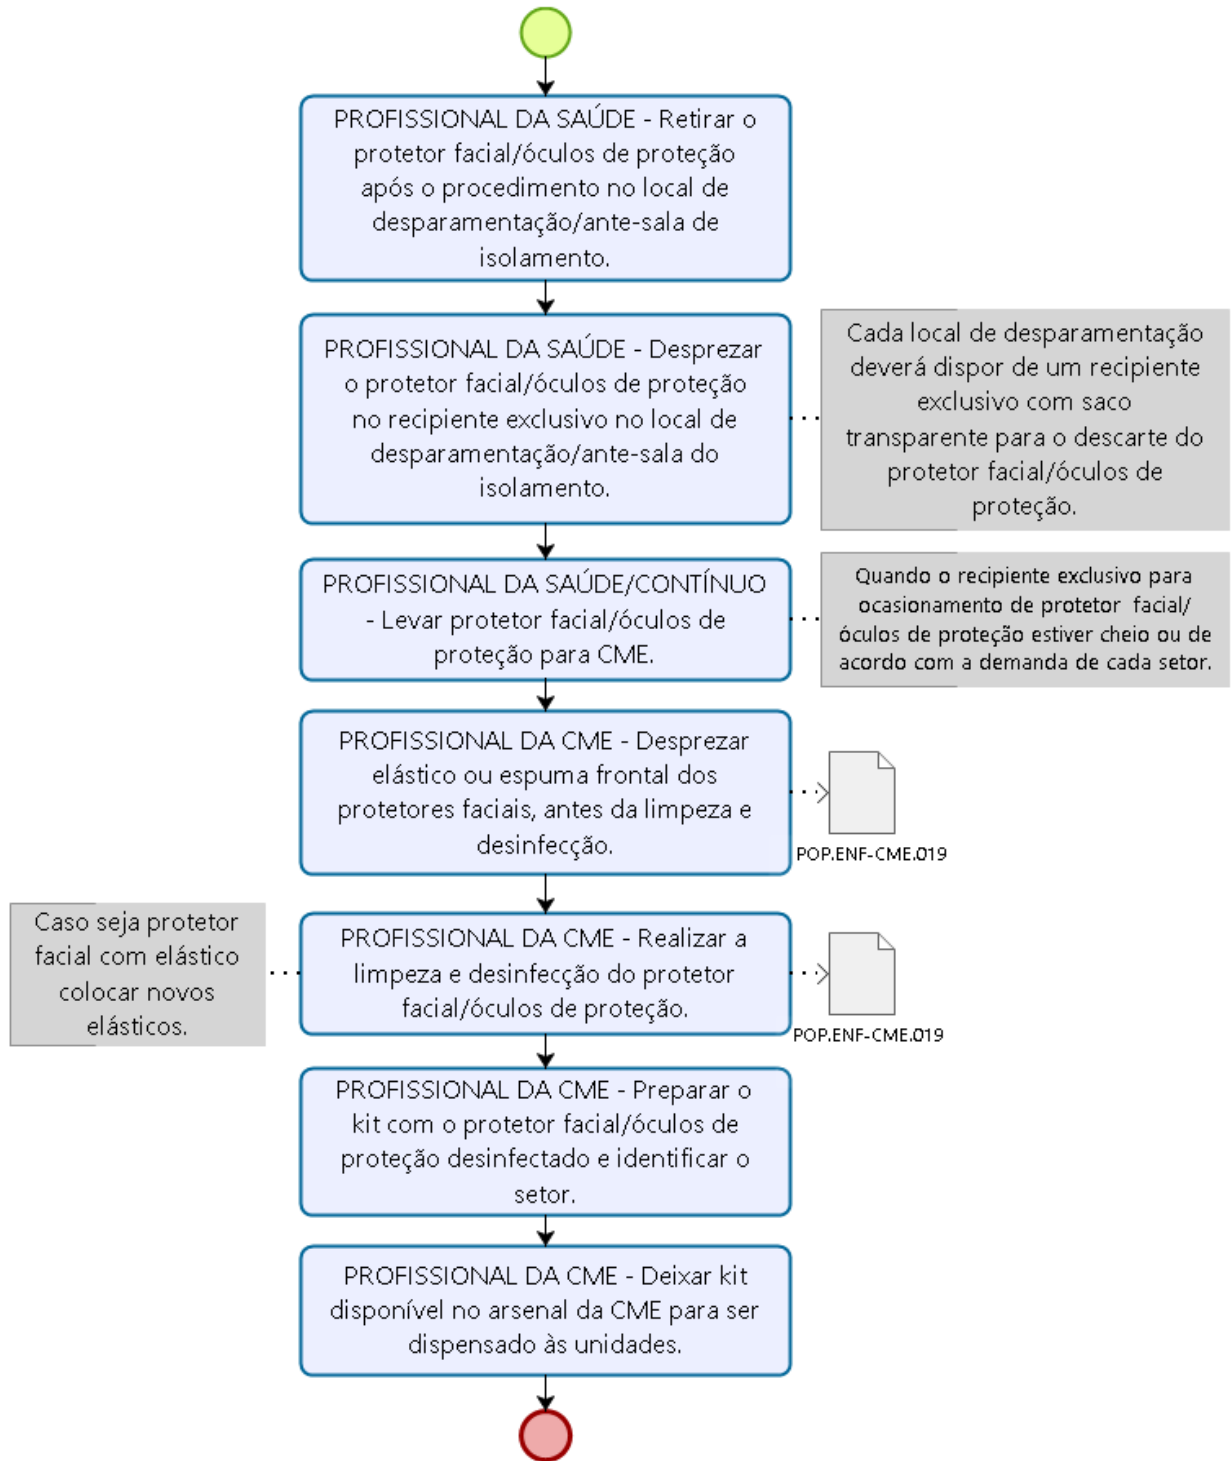 PROFISSIONAL DA SAÚDE - Retirar o
protetor facial/óculos de proteção
após o procedimento no local de
desparamentação/ante-sala de
isolamento.
PROFISSIONAL DA SAÚDE - Desprezar
o protetor facial/óculos de proteção
no recipiente exclusivo no local de
desparamentação/ante-sala do
isolamento.
Cada local de desparamentação
deverá dispor de um recipiente
exclusivo com saco
transparente para o descarte do
protetor facial/óculos de
proteção.
PROFISSIONAL DA SAÚDE/CONTÍNUO
- Levar protetor facial/óculos de
proteção para CME.
Quando o recipiente exclusivo para
ocasionamento de protetor facial/
óculos de proteção estiver cheio ou de
acordo com a demanda de cada setor.
PROFISSIONAL DA CME - Desprezar
elástico ou espuma frontal dos
protetores faciais, antes da limpeza e
desinfecção.
POP.ENF-CME.019
Caso seja protetor
facial com elástico
colocar novos
elásticos.
PROFISSIONAL DA CME - Realizar a
limpeza e desinfecção do protetor
facial/óculos de proteção.
POP.ENF-CME.019
PROFISSIONAL DA CME - Preparar o
kit com o protetor facial/óculos de
proteção desinfectado e identificar o
setor.
PROFISSIONAL DA CME - Deixar kit
disponível no arsenal da CME para ser
dispensado às unidades.